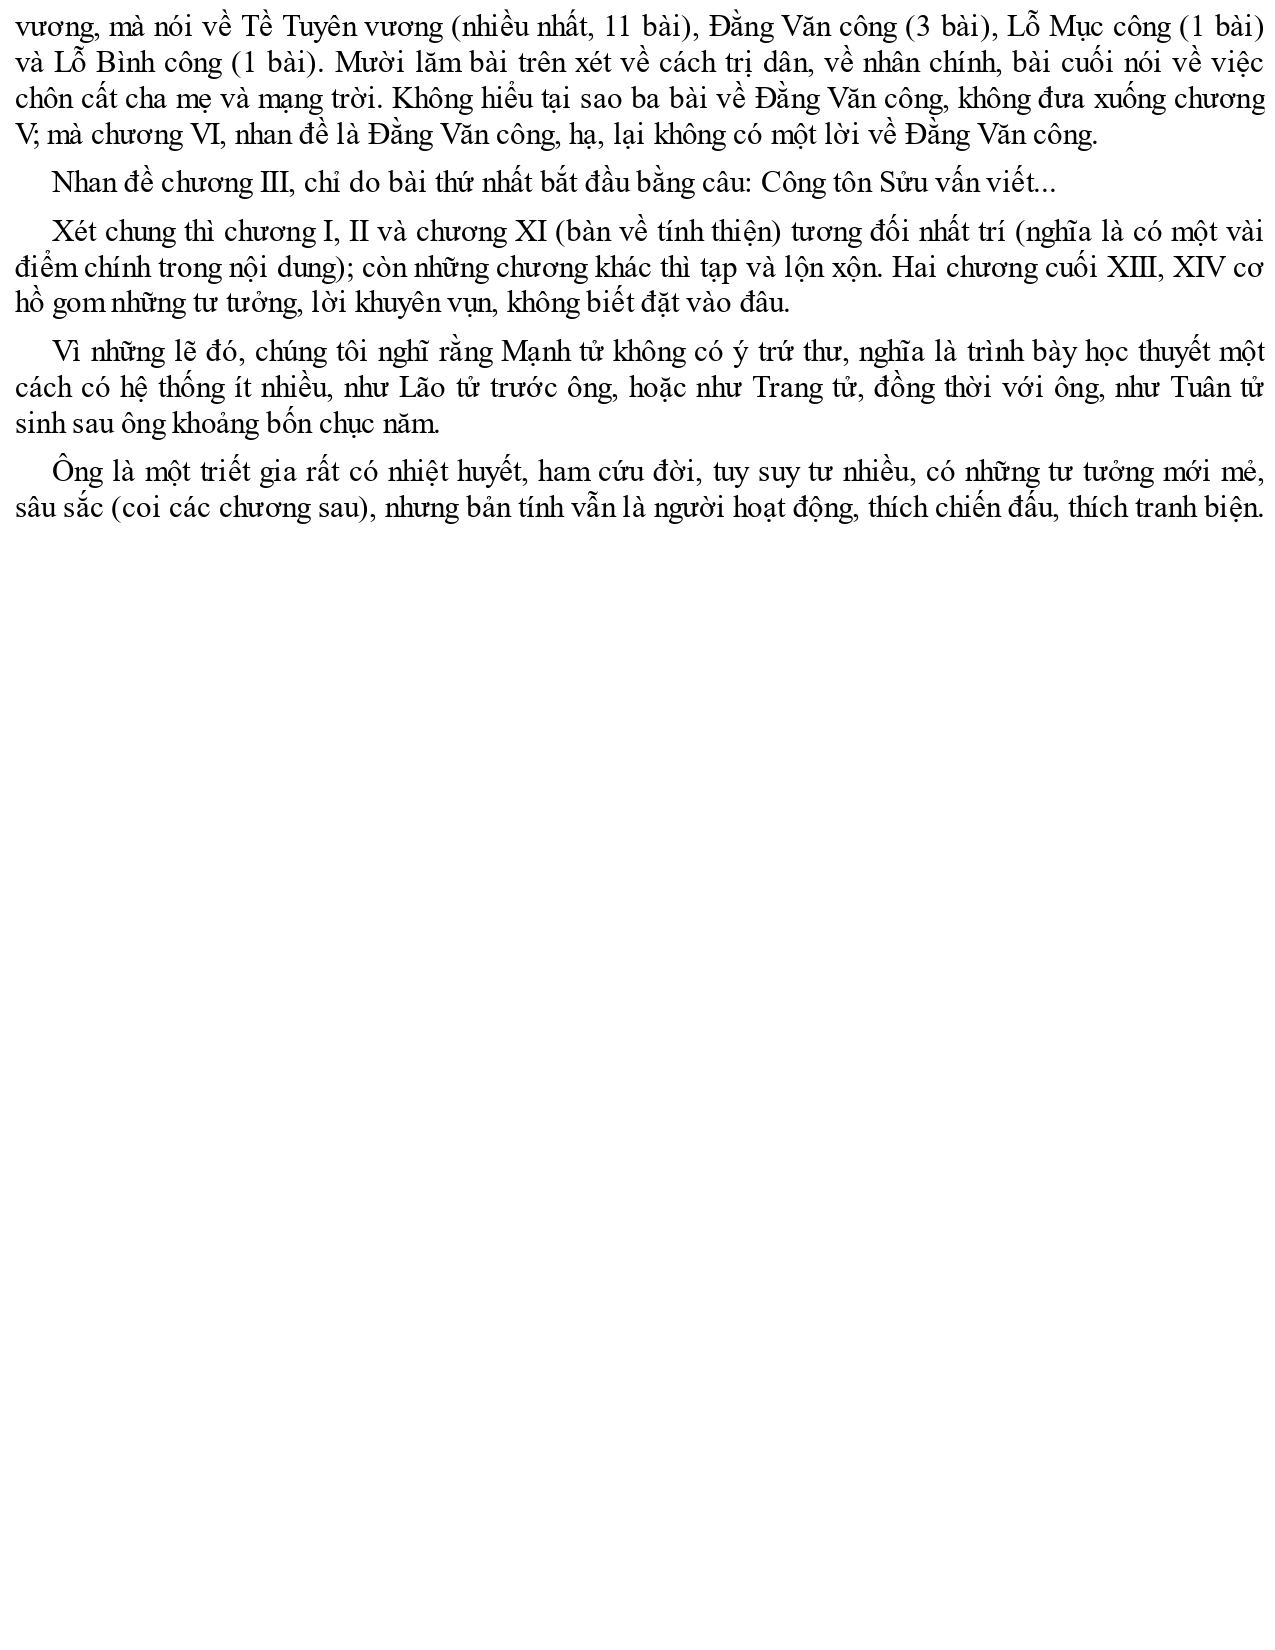 vương, mà nói về Tề Tuyên vương (nhiều nhất, 11 bài), Đằng Văn công (3 bài), Lỗ Mục công (1 bài)
và Lỗ Bình công (1 bài). Mười lăm bài trên xét về cách trị dân, về nhân chính, bài cuối nói về việc
chôn cất cha mẹ và mạng trời. Không hiểu tại sao ba bài về Đằng Văn công, không đưa xuống chương
V; mà chương VI, nhan đề là Đằng Văn công, hạ, lại không có một lời về Đằng Văn công.
Nhan đề chương III, chỉ do bài thứ nhất bắt đầu bằng câu: Công tôn Sửu vấn viết...
Xét chung thì chương I, II và chương XI (bàn về tính thiện) tương đối nhất trí (nghĩa là có một vài
điểm chính trong nội dung); còn những chương khác thì tạp và lộn xộn. Hai chương cuối XIII, XIV cơ
hồ gom những tư tưởng, lời khuyên vụn, không biết đặt vào đâu.
Vì những lẽ đó, chúng tôi nghĩ rằng Mạnh tử không có ý trứ thư, nghĩa là trình bày học thuyết một
cách có hệ thống ít nhiều, như Lão tử trước ông, hoặc như Trang tử, đồng thời với ông, như Tuân tử
sinh sau ông khoảng bốn chục năm.
Ông là một triết gia rất có nhiệt huyết, ham cứu đời, tuy suy tư nhiều, có những tư tưởng mới mẻ,
sâu sắc (coi các chương sau), nhưng bản tính vẫn là người hoạt động, thích chiến đấu, thích tranh biện.